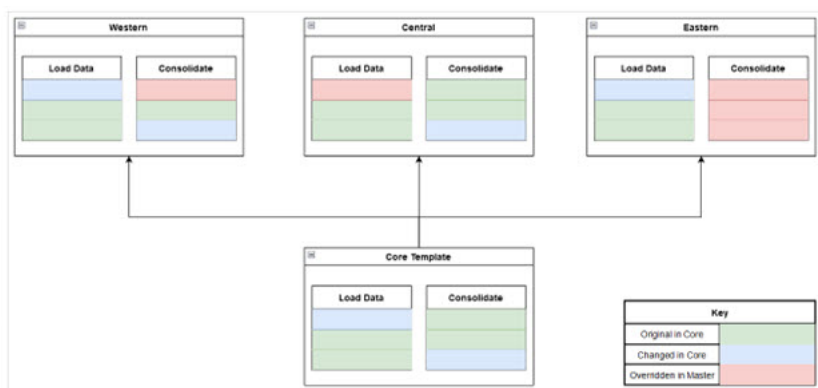 Western
Central
Eastern
Load Data
Consolidate
Load Data
Consolidate
Load Data
Consolidate
Core Template
Load Data
Consolidate
Key
Original in Core
Changed in Core
Overridden in Master